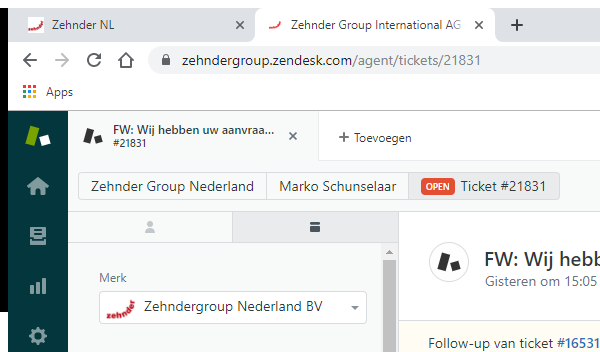 Zehnder NL
Zehnder Group International AG
zehndergroup.zendesk.com/agent/tickets/21831
Apps
FW: Wij hebben uw aanvraa...
#21831
Toevoegen
Zehnder Group Nederland
Marko Schunselaar
OPEN Ticket #21831
Merk
zehnder Zehndergroup Nederland BV
FW: Wij hebb
Gisteren om 15:05
Follow-up van ticket #16531